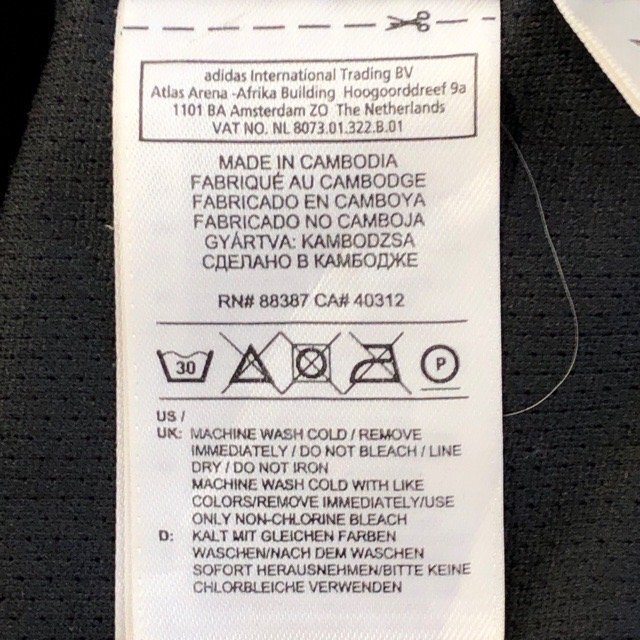 adidas International Trading BV
Atlas Arena -Afrika Building Hoogoorddreef 9a
1101 BA Amsterdam ZO The Netherlands
VAT NO. NL 8073.01.322.B.01
MADE IN CAMBODIA
FABRIQUÉ AU CAMBODGE
FABRICADO EN CAMBOYA
FABRICADO NO CAMBOJA
GYÁRTVA: KAMBODZSA
СДЕЛАНО В КАМБОДЖЕ
RN# 88387 CA# 40312
30 P
US /
UK: MACHINE WASH COLD / REMOVE
IMMEDIATELY / DO NOT BLEACH / LINE
DRY / DO NOT IRON
MACHINE WASH COLD WITH LIKE
COLORS/REMOVE IMMEDIATELY/USE
ONLY NON-CHLORINE BLEACH
D: KALT MIT GLEICHEN FARBEN
WASCHEN/NACH DEM WASCHEN
SOFORT HERAUSNEHMEN/BITTE KEINE
CHLORBLEICHE VERWENDEN